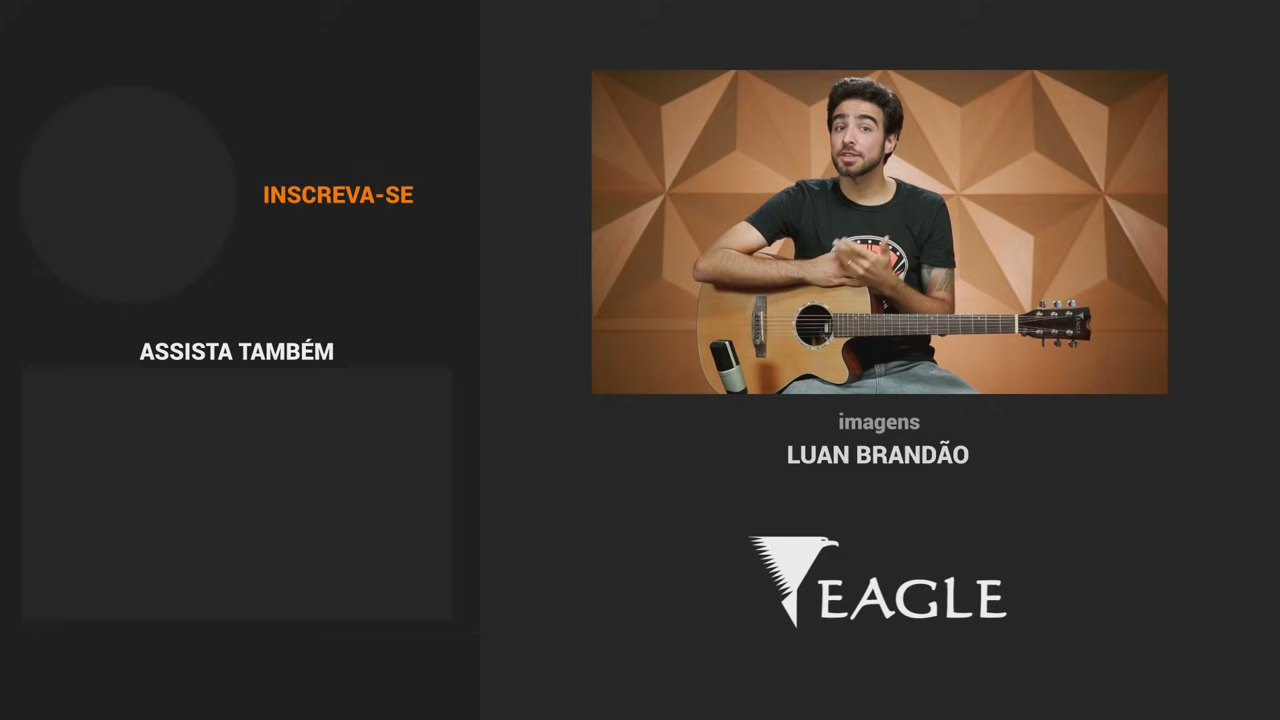 INSCREVA-SE
ASSISTA TAMBÉM
imagens
LUAN BRANDÃO
EAGLE